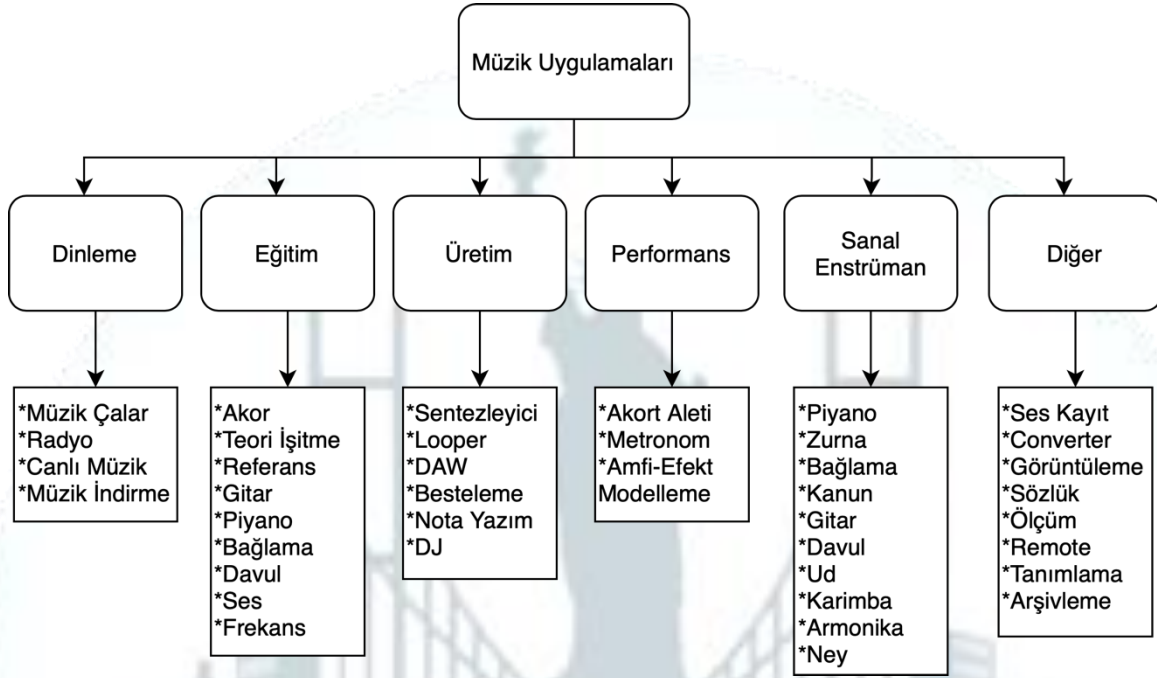 Müzik Uygulamaları
Dinleme
Eğitim
Üretim
Performans
Sanal
Enstrüman
Diğer
*Müzik Çalar
*Radyo
*Canlı Müzik
*Müzik İndirme
*Akor
*Teori İşitme
*Referans
*Gitar
*Piyano
*Bağlama
*Davul
*Ses
*Frekans
*Sentezleyici
*Looper
*DAW
*Besteleme
*Nota Yazım
*DJ
*Akort Aleti
*Metronom
*Amfi-Efekt
Modelleme
*Piyano
*Zurna
*Bağlama
*Kanun
*Gitar
*Davul
*Ud
*Karimba
*Armonika
*Ney
*Ses Kayıt
*Converter
*Görüntüleme
*Sözlük
*Ölçüm
*Remote
*Tanımlama
*Arşivleme